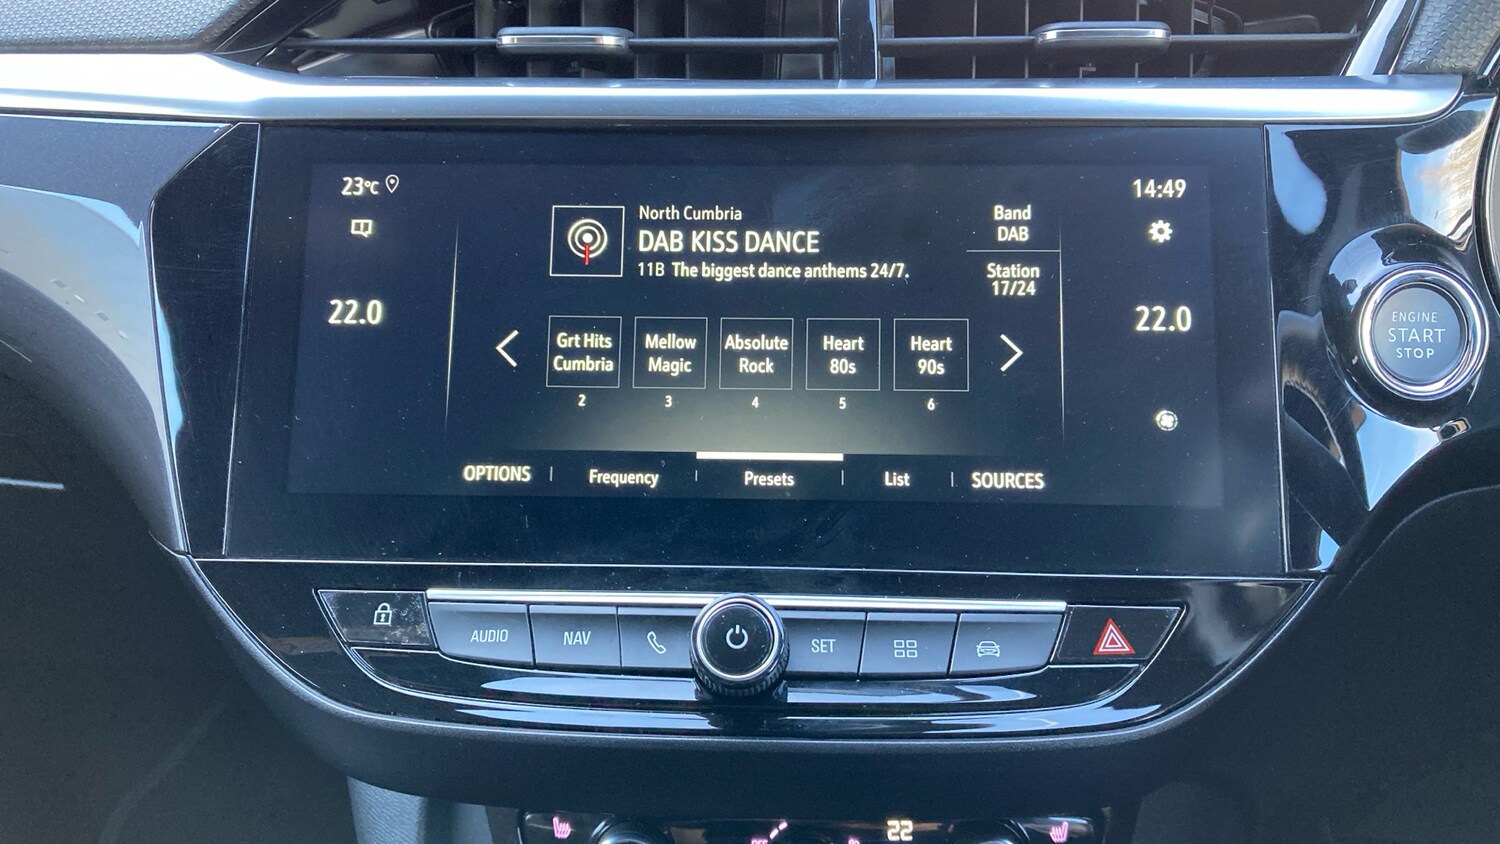 23°C
14:49
North Cumbria
DAB KISS DANCE
11B The biggest dance anthems 24/7.
Band
DAB
Station
17/24
22.0
22.0
Grt Hits
Cumbria
2
Mellow
Magic
3
Absolute
Rock
4
Heart
80s
5
Heart
90s
6
OPTIONS
Frequency
Presets
List
SOURCES
ENGINE
START
STOP
AUDIO
NAV
SET
22